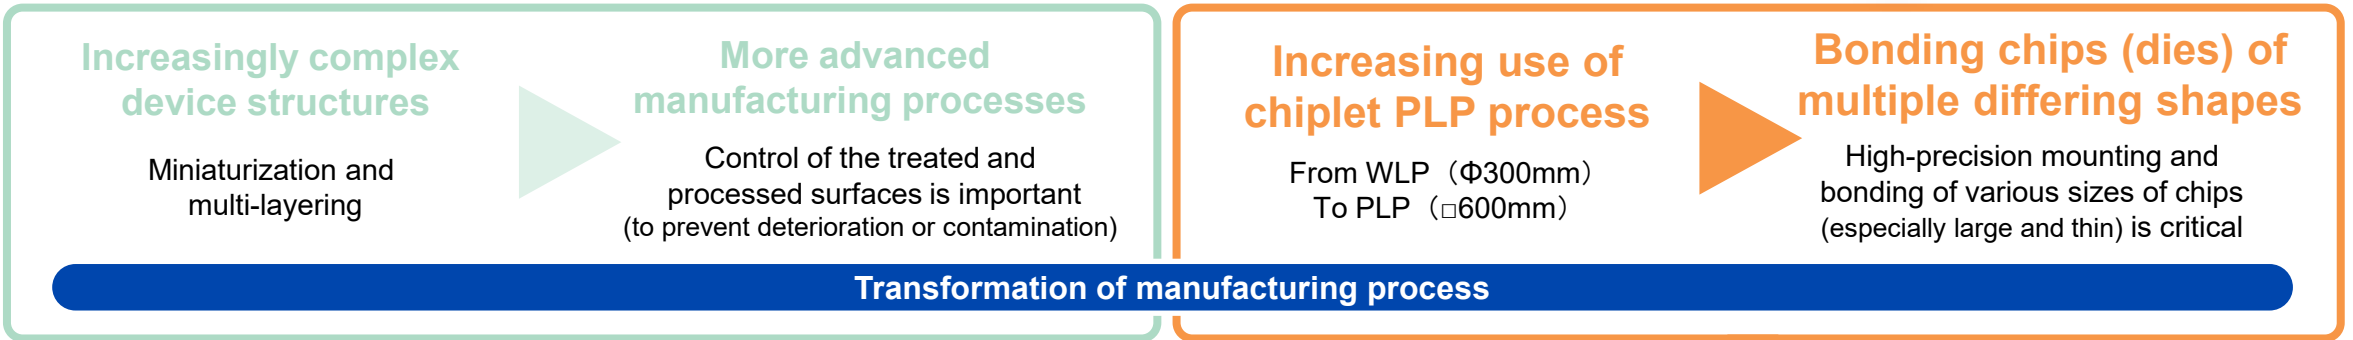 Increasingly complex
device structures
Miniaturization and
multi-layering
More advanced
manufacturing processes
Control of the treated and
processed surfaces is important
(to prevent deterioration or contamination)
Increasing use of
chiplet PLP process
From WLP（Φ300mm）
To PLP（□600mm）
Bonding chips (dies) of
multiple differing shapes
High-precision mounting and
bonding of various sizes of chips
(especially large and thin) is critical
Transformation of manufacturing process